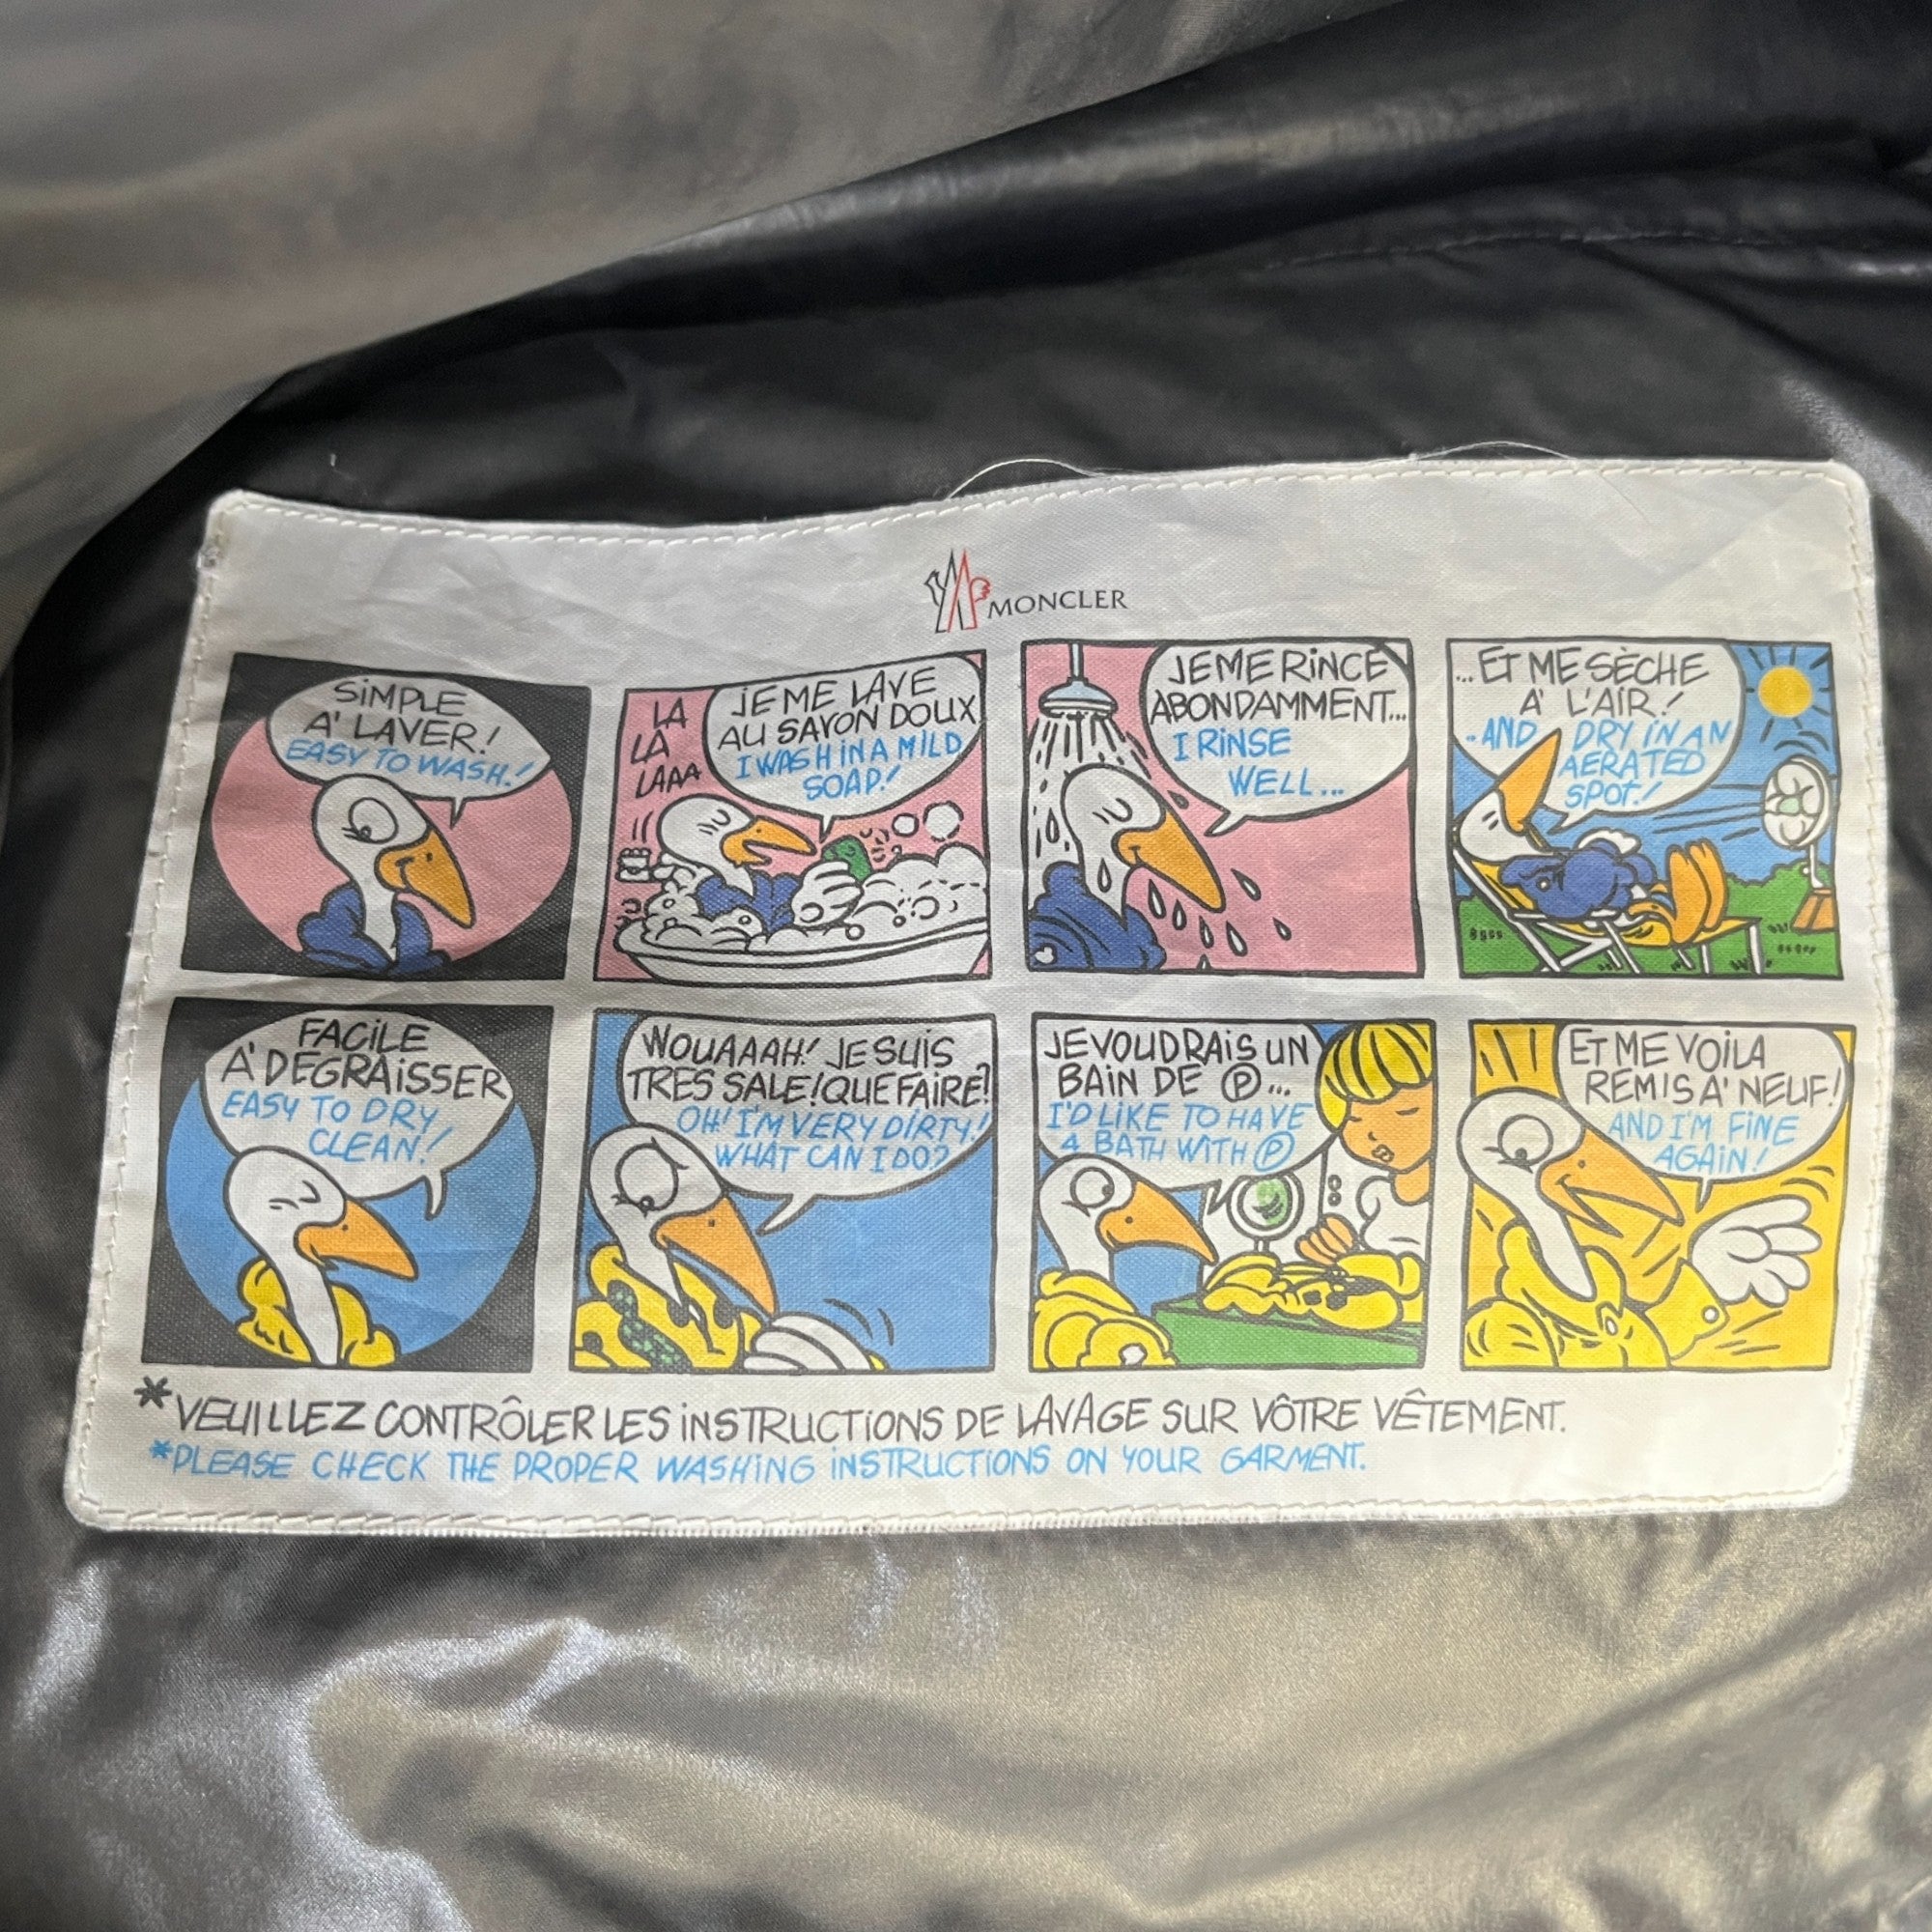 MONCLER
SIMPLE
A' LAVER!
EASY TO WASH!
LA
LA
LAAA
JE ME LAVE
AU SAVON DOUX
I WASH IN A MILD
SOAP!
JE ME RINCE
ABONDAMMENT...
I RINSE
WELL...
...ET ME SÈCHE
A' L'AIR!
..AND DRY IN AN
AERATED
SPOT!
FACILE
A' DEGRAISSER
EASY TO DRY
CLEAN!
WOUAAAH! JE SUIS
TRES SALE! QUE FAIRE?
OH! I'M VERY DIRTY!
WHAT CAN I DO?
JE VOUDRAIS UN
BAIN DE Ⓟ...
I'D LIKE TO HAVE
A BATH WITH Ⓟ
ET ME VOILA
REMIS A' NEUF!
AND I'M FINE
AGAIN!
*VEUILLEZ CONTRÔLER LES INSTRUCTIONS DE LAVAGE SUR VÔTRE VÊTEMENT.
*PLEASE CHECK THE PROPER WASHING INSTRUCTIONS ON YOUR GARMENT.